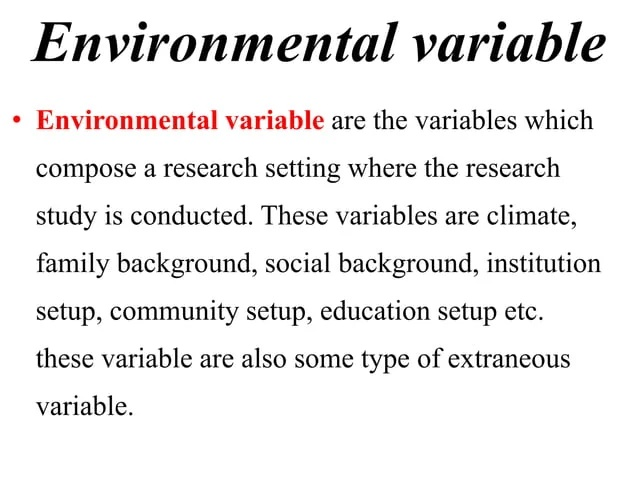 Environmental variable
• Environmental variable are the variables which
compose a research setting where the research
study is conducted. These variables are climate,
family background, social background, institution
setup, community setup, education setup etc.
these variable are also some type of extraneous
variable.